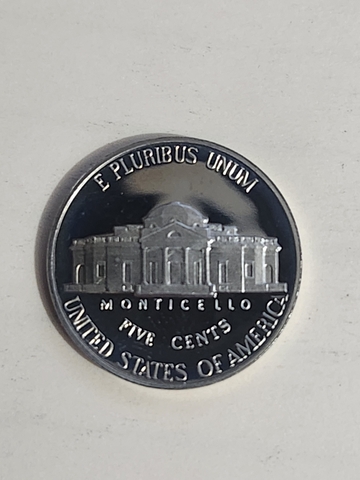 E PLURIBUS UNUM
MONTICELLO
FIVE CENTS
UNITED STATES OF AMERICA